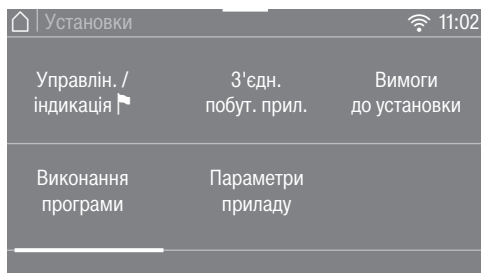 Установки 11:02
Управлін. / З'єдн. Вимоги
індикація побут. прил. до установки
Виконання Параметри
програми приладу